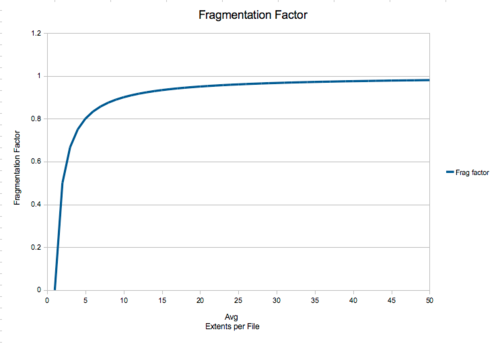 Fragmentation Factor
1.2
1
0.8
0.6
0.4
0.2
0
Fragmentation Factor
Frag factor
0 5 10 15 20 25 30 35 40 45 50
Avg
Extents per File